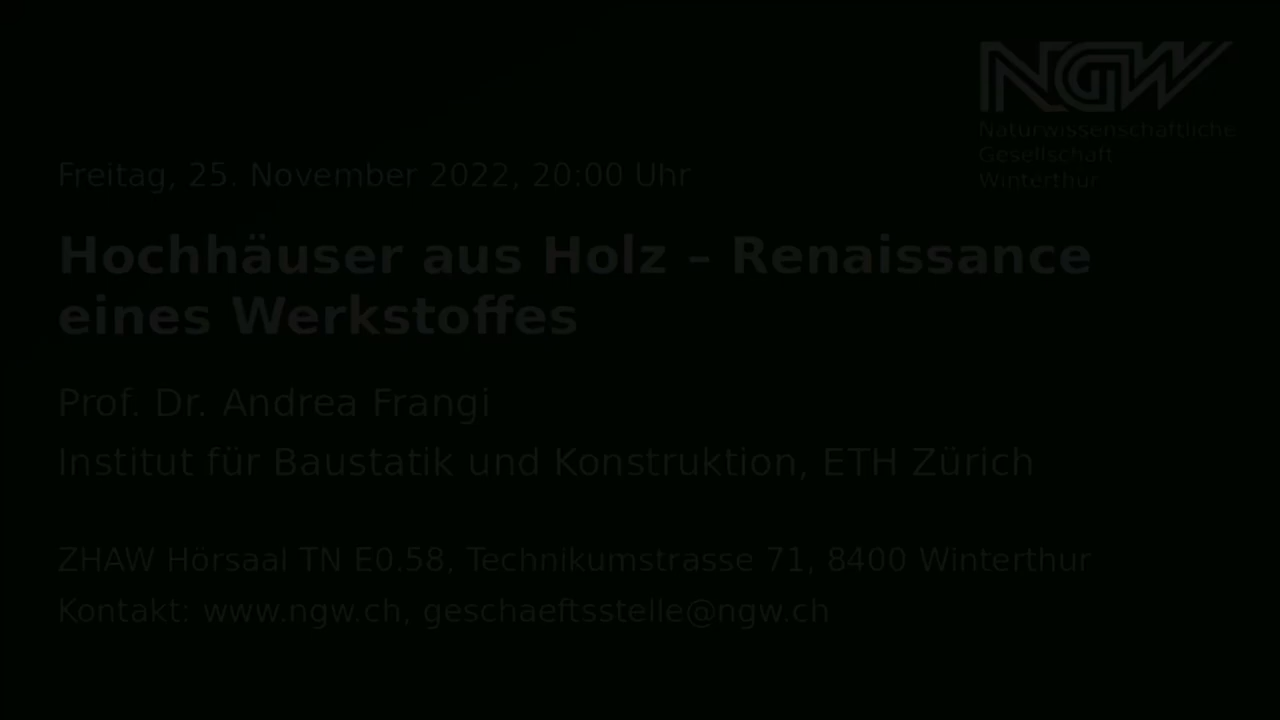 NGW
Naturwissenschaftliche
Gesellschaft
Winterthur
Freitag, 25. November 2022, 20:00 Uhr
Hochhäuser aus Holz – Renaissance
eines Werkstoffes
Prof. Dr. Andrea Frangi
Institut für Baustatik und Konstruktion, ETH Zürich
ZHAW Hörsaal TN E0.58, Technikumstrasse 71, 8400 Winterthur
Kontakt: www.ngw.ch, geschaeftsstelle@ngw.ch